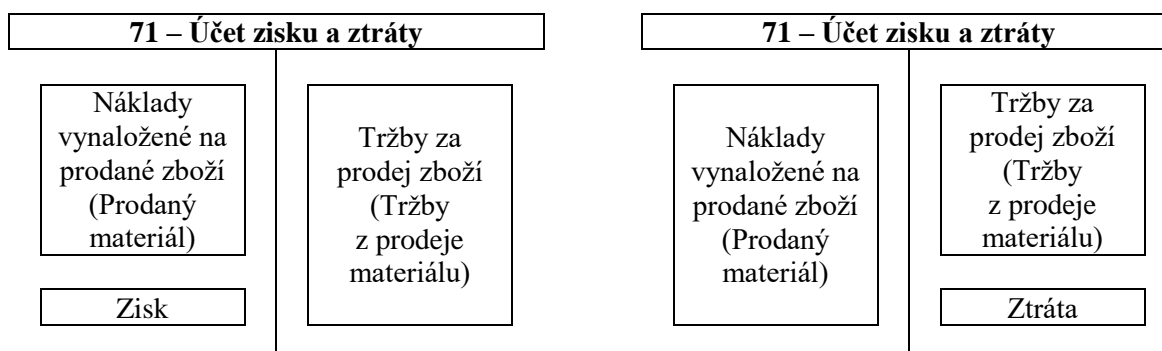 71 – Účet zisku a ztráty
Náklady
vynaložené na
prodané zboží
(Prodaný
materiál)
Zisk
Tržby za
prodej zboží
(Tržby
z prodeje
materiálu)
71 – Účet zisku a ztráty
Náklady
vynaložené na
prodané zboží
(Prodaný
materiál)
Tržby za
prodej zboží
(Tržby
z prodeje
materiálu)
Ztráta